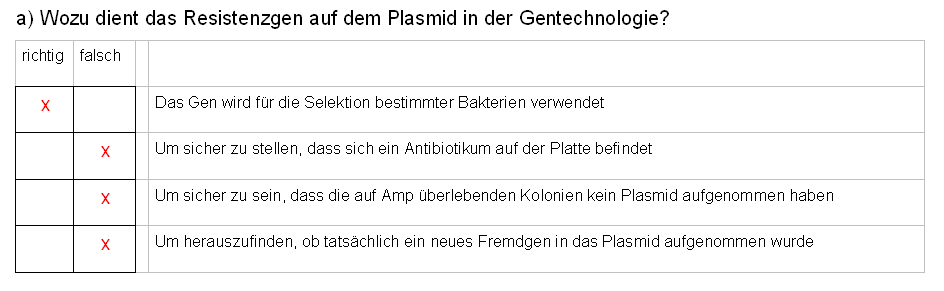 a) Wozu dient das Resistenzgen auf dem Plasmid in der Gentechnologie?
richtig falsch
X Das Gen wird für die Selektion bestimmter Bakterien verwendet
X Um sicher zu stellen, dass sich ein Antibiotikum auf der Platte befindet
X Um sicher zu sein, dass die auf Amp überlebenden Kolonien kein Plasmid aufgenommen haben
X Um herauszufinden, ob tatsächlich ein neues Fremdgen in das Plasmid aufgenommen wurde